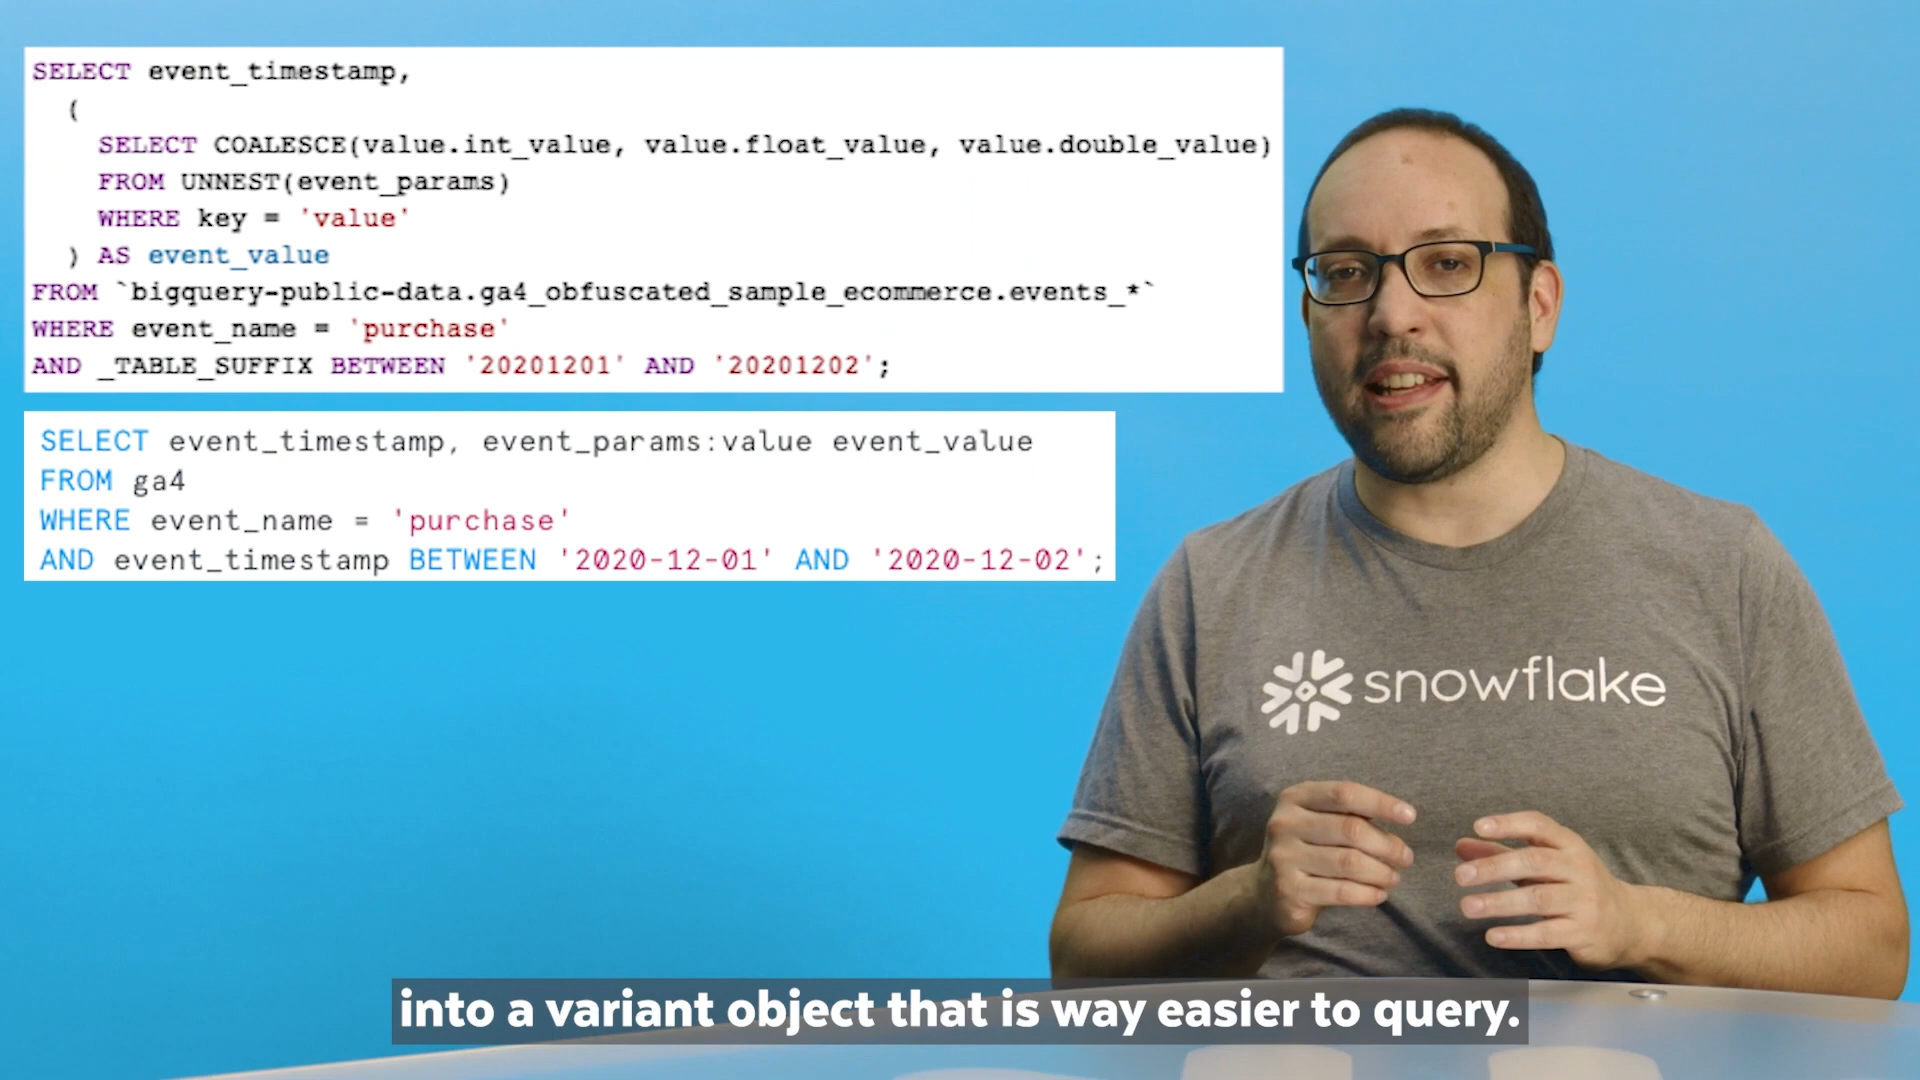 SELECT event_timestamp,
(
SELECT COALESCE(value.int_value, value.float_value, value.double_value)
FROM UNNEST(event_params)
WHERE key = 'value'
) AS event_value
FROM `bigquery-public-data.ga4_obfuscated_sample_ecommerce.events_*`
WHERE event_name = 'purchase'
AND _TABLE_SUFFIX BETWEEN '20201201' AND '20201202';
SELECT event_timestamp, event_params:value event_value
FROM ga4
WHERE event_name = 'purchase'
AND event_timestamp BETWEEN '2020-12-01' AND '2020-12-02';
snowflake
into a variant object that is way easier to query.